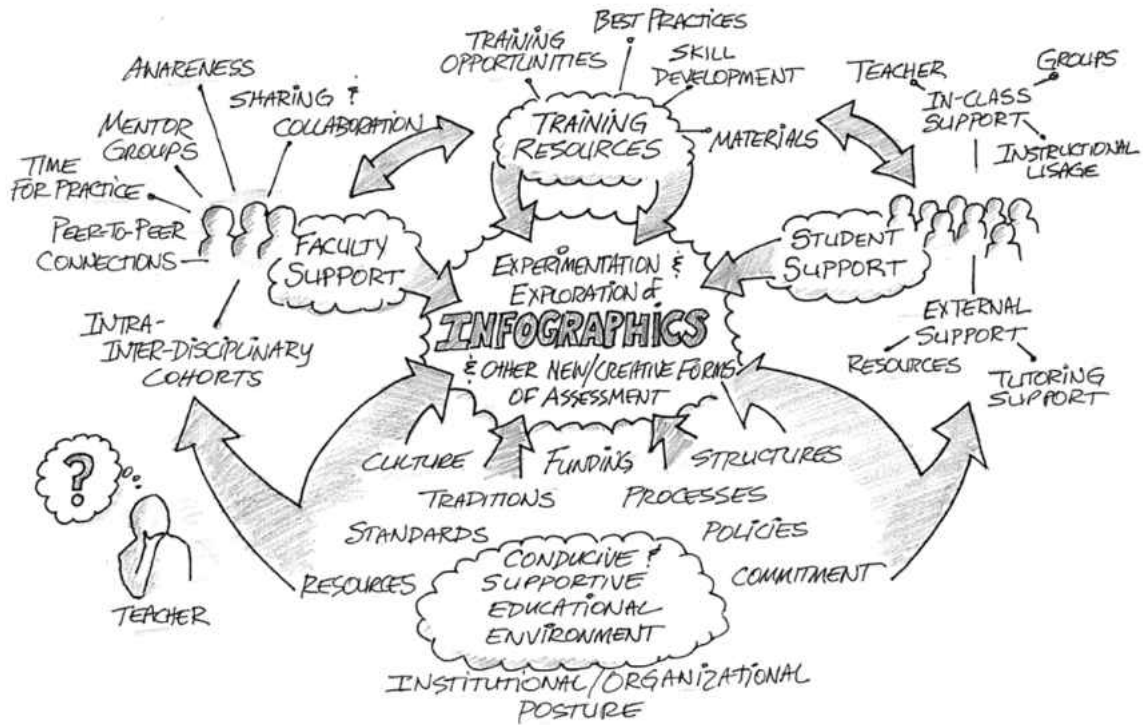 AWARENESS
SHARING &
COLLABORATION
MENTOR
GROUPS
TIME
FOR PRACTICE
PEER-TO-PEER
CONNECTIONS
FACULTY
SUPPORT
INTRA-
INTER-DISCIPLINARY
COHORTS
TRAINING
OPPORTUNITIES
BEST PRACTICES
SKILL
DEVELOPMENT
TRAINING
RESOURCES
MATERIALS
TEACHER
GROUPS
IN-CLASS
SUPPORT
INSTRUCTIONAL
USAGE
STUDENT
SUPPORT
EXTERNAL
SUPPORT
RESOURCES
TUTORING
SUPPORT
EXPERIMENTATION &
EXPLORATION of
INFOGRAPHICS
& OTHER NEW/CREATIVE FORMS
OF ASSESSMENT
CULTURE
FUNDING
STRUCTURES
TRADITIONS
PROCESSES
STANDARDS
POLICIES
RESOURCES
COMMITMENT
CONDUCIVE &
SUPPORTIVE
EDUCATIONAL
ENVIRONMENT
INSTITUTIONAL/ORGANIZATIONAL
POSTURE
?
TEACHER